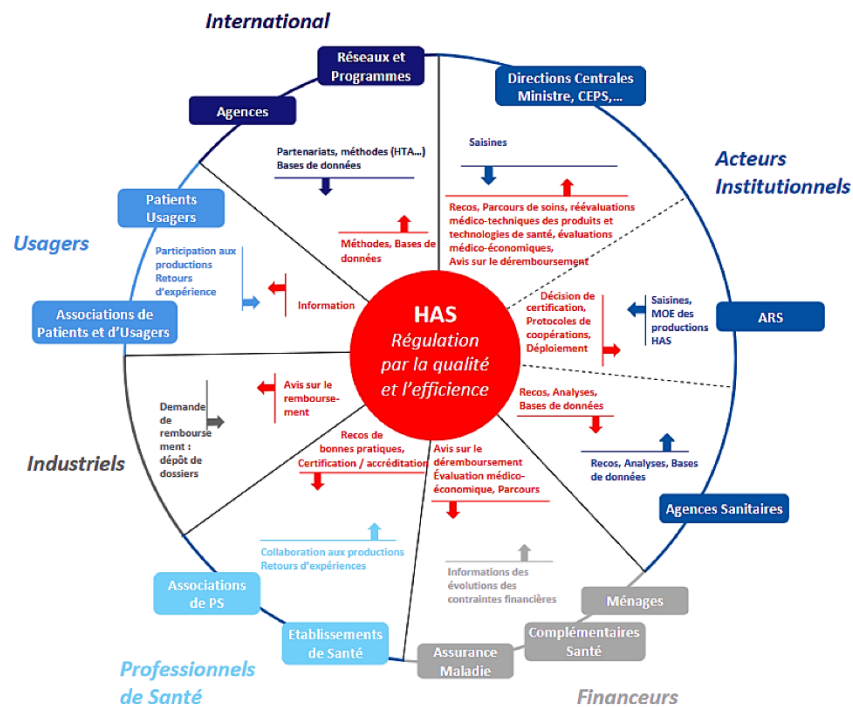 International
Réseaux et
Programmes
Agences
Directions Centrales
Ministre, CEPS,...
Partenariats, méthodes (HTA...)
Bases de données
Saisines
Acteurs
Institutionnels
Patients
Usagers
Recos, Parcours de soins, réévaluations
médico-techniques des produits et
technologies de santé, évaluations
médico-économiques,
Avis sur le déremboursement
Méthodes, Bases de
données
Usagers
Participation aux
productions
Retours
d'expérience
Information
Associations de
Patients et d'Usagers
HAS
Régulation
par la qualité
et l'efficience
Décision de
certification,
Protocoles de
coopérations,
Déploiement
Saisines,
MOE des
productions
HAS
ARS
Avis sur le
rembourse-
ment
Demande
de
rembourse
ment :
dépôt de
dossiers
Industriels
Recos, Analyses,
Bases de données
Recos de
bonnes pratiques,
Certification / accréditation
Avis sur le
déremboursement
Évaluation médico-
économique, Parcours
Recos, Analyses, Bases
de données
Agences Sanitaires
Collaboration aux productions
Retours d'expériences
Informations des
évolutions des
contraintes financières
Associations
de PS
Etablissements
de Santé
Ménages
Complémentaires
Santé
Assurance
Maladie
Professionnels
de Santé
Financeurs